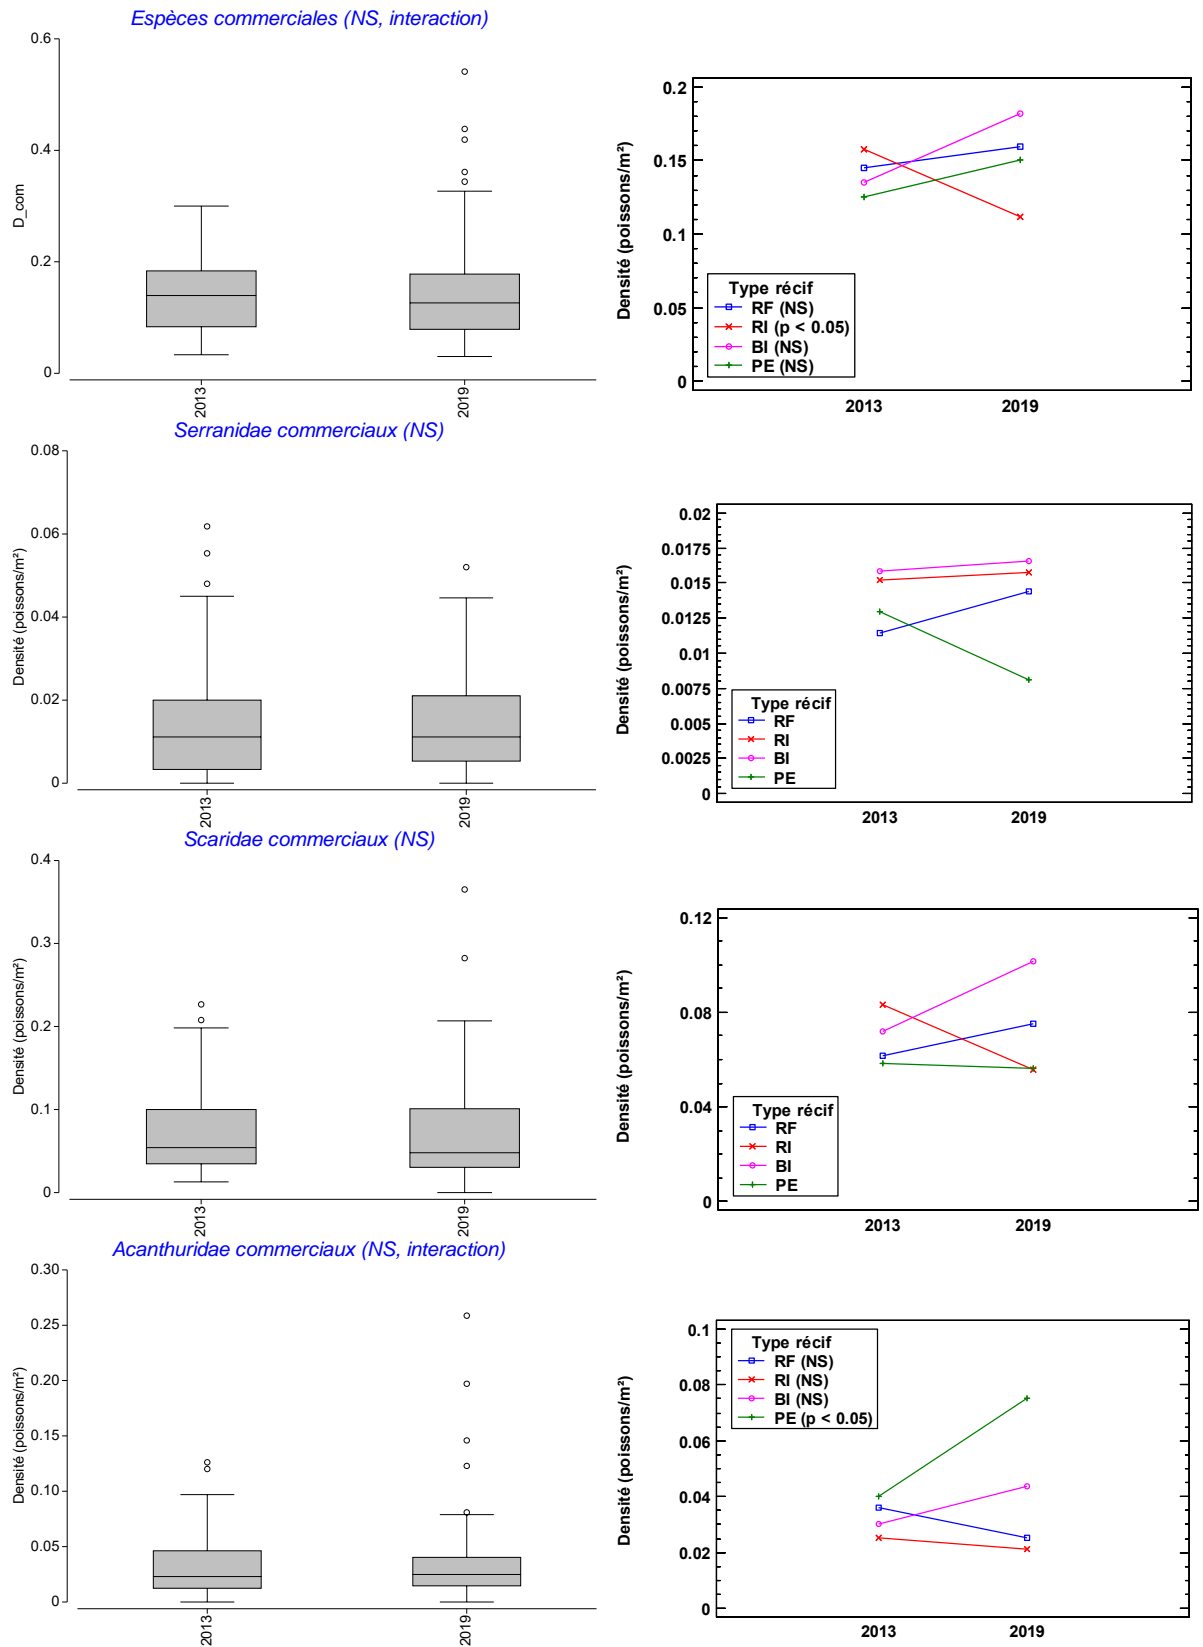 Espèces commerciales (NS, interaction)
0.6
0.4
0.2
0
D_com
2013
2019
0.2
0.15
0.1
0.05
0
Densité (poissons/m²)
Type récif
RF (NS)
RI (p < 0.05)
BI (NS)
PE (NS)
2013
2019
Serranidae commerciaux (NS)
0.08
0.06
0.04
0.02
0
Densité (poissons/m²)
2013
2019
0.02
0.0175
0.015
0.0125
0.01
0.0075
0.005
0.0025
0
Densité (poissons/m²)
Type récif
RF
RI
BI
PE
2013
2019
Scaridae commerciaux (NS)
0.4
0.3
0.2
0.1
0
Densité (poissons/m²)
2013
2019
0.12
0.08
0.04
0
Densité (poissons/m²)
Type récif
RF
RI
BI
PE
2013
2019
Acanthuridae commerciaux (NS, interaction)
0.30
0.25
0.20
0.15
0.10
0.05
0
Densité (poissons/m²)
2013
2019
0.1
0.08
0.06
0.04
0.02
0
Densité (poissons/m²)
Type récif
RF (NS)
RI (NS)
BI (NS)
PE (p < 0.05)
2013
2019